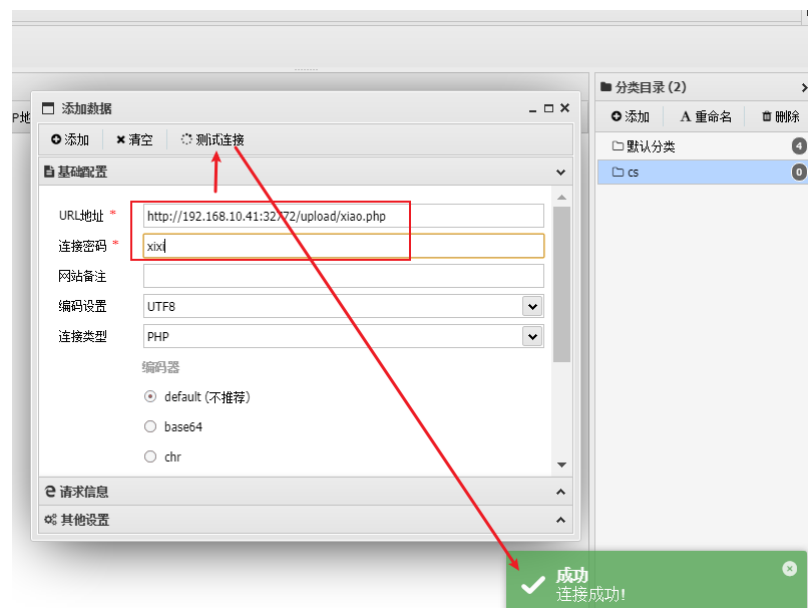 分类目录 (2)
添加 A 重命名 删除
默认分类 4
cs 0
P地
添加数据
添加 清空 测试连接
基础配置
URL地址 * http://192.168.10.41:32772/upload/xiao.php
连接密码 * xixi
网站备注
编码设置 UTF8
连接类型 PHP
编码器
default (不推荐)
base64
chr
请求信息
其他设置
成功
连接成功!